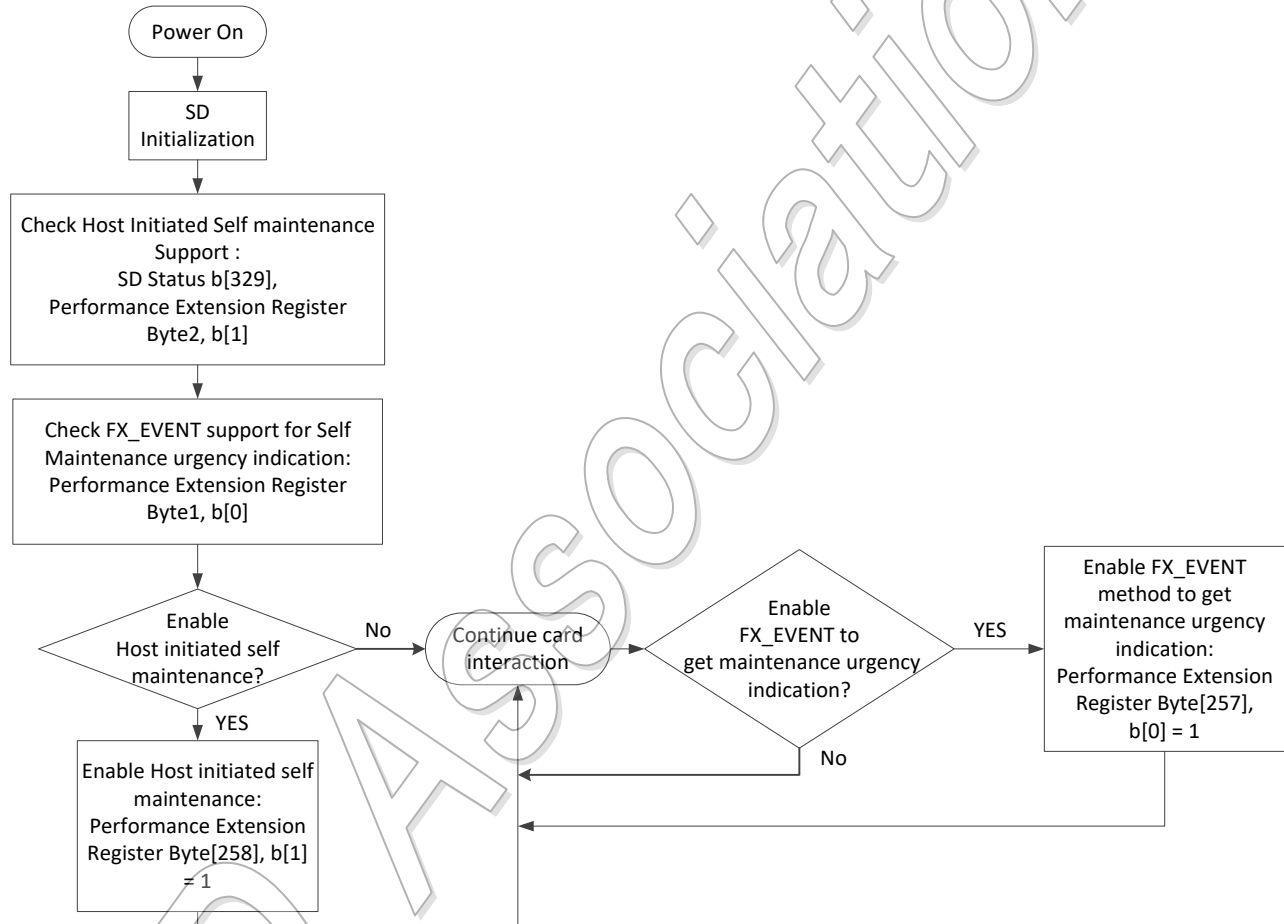 Power On
SD
Initialization
Check Host Initiated Self maintenance
Support :
SD Status b[329],
Performance Extension Register
Byte2, b[1]
Check FX_EVENT support for Self
Maintenance urgency indication:
Performance Extension Register
Byte1, b[0]
Enable
Host initiated self
maintenance?
No
Continue card
interaction
Enable
FX_EVENT to
get maintenance urgency
indication?
YES
Enable FX_EVENT
method to get
maintenance urgency
indication:
Performance Extension
Register Byte[257],
b[0] = 1
No
YES
Enable Host initiated self
maintenance:
Performance Extension
Register Byte[258], b[1]
= 1
Associatio